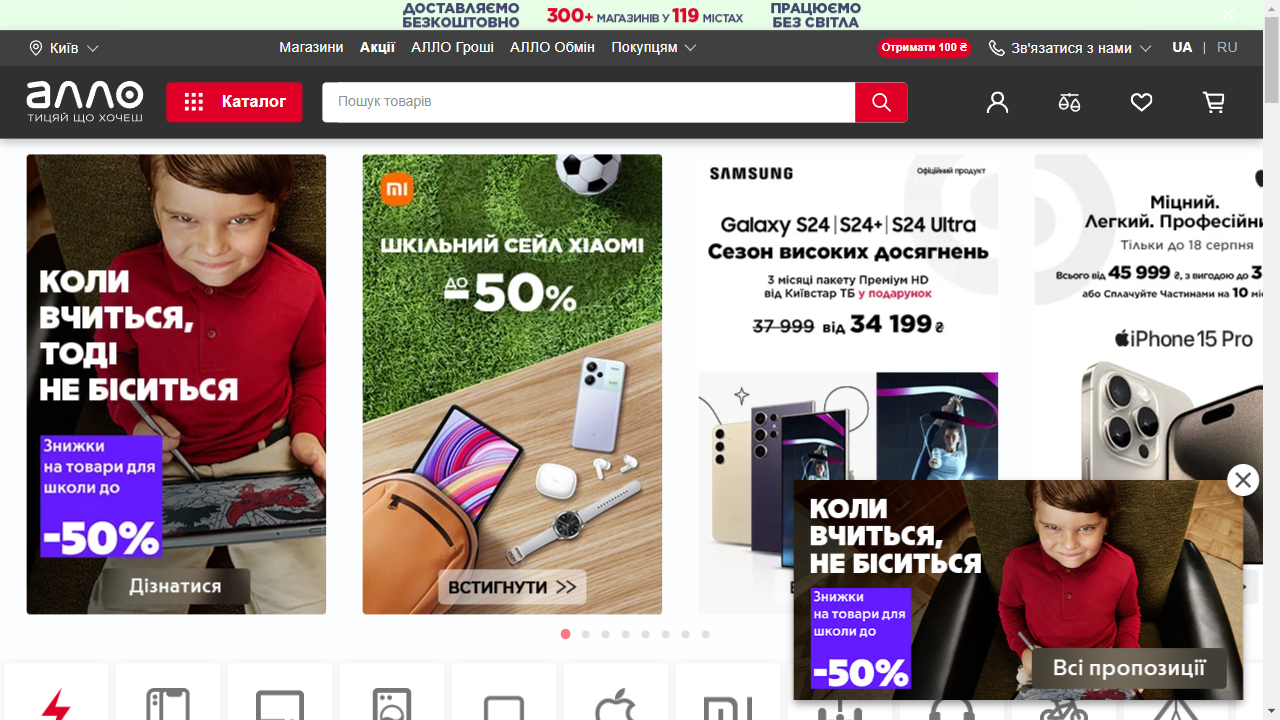 ДОСТАВЛЯЄМО
БЕЗКОШТОВНО
300+ МАГАЗИНІВ У 119 МІСТАХ
ПРАЦЮЄМО
БЕЗ СВІТЛА
Київ
Магазини
Акції
АЛЛО Гроші
АЛЛО Обмін
Покупцям
Отримати 100 ₴
Зв'язатися з нами
UA | RU
алло
ТИЦЯЙ ЩО ХОЧЕШ
Каталог
Пошук товарів
КОЛИ
ВЧИТЬСЯ,
ТОДІ
НЕ БІСИТЬСЯ
Знижки
на товари для
школи до
-50%
Дізнатися
ШКІЛЬНИЙ СЕЙЛ XIAOMI
ДО
-50%
ВСТИГНУТИ >>
SAMSUNG
Офіційний продукт
Galaxy S24|S24+|S24 Ultra
Сезон високих досягнень
3 місяці пакету Преміум HD
від Київстар ТБ у подарунок
37 999 від 34 199 ₴
Міцний.
Легкий. Професійни
Тільки до 18 серпня
Всього від 45 999 ₴, з вигодою до 3
або Сплачуйте Частинами на 10 мі
iPhone 15 Pro
КОЛИ
ВЧИТЬСЯ,
НЕ БІСИТЬСЯ
Знижки
на товари для
школи до
-50%
Всі пропозиції